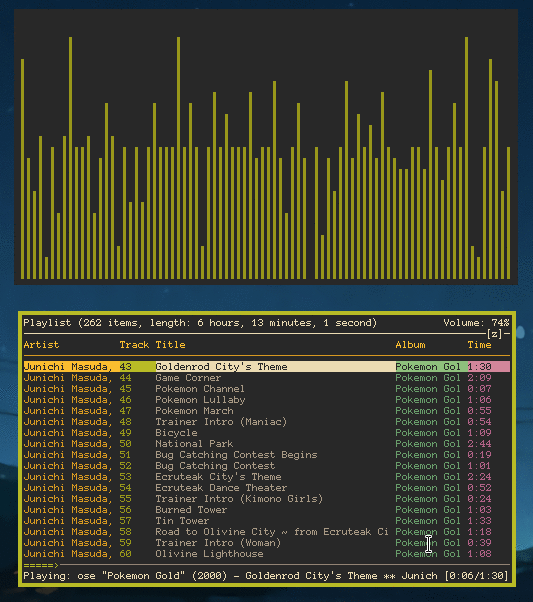 Playlist (262 items, length: 6 hours, 13 minutes, 1 second) Volume: 74%
[z]
Artist Track Title Album Time
Junichi Masuda, 43 Goldenrod City's Theme Pokemon Gol 1:30
Junichi Masuda, 44 Game Corner Pokemon Gol 2:09
Junichi Masuda, 45 Pokemon Channel Pokemon Gol 0:07
Junichi Masuda, 46 Pokemon Lullaby Pokemon Gol 1:06
Junichi Masuda, 47 Pokemon March Pokemon Gol 0:55
Junichi Masuda, 48 Trainer Intro (Maniac) Pokemon Gol 0:54
Junichi Masuda, 49 Bicycle Pokemon Gol 1:09
Junichi Masuda, 50 National Park Pokemon Gol 2:44
Junichi Masuda, 51 Bug Catching Contest Begins Pokemon Gol 0:19
Junichi Masuda, 52 Bug Catching Contest Pokemon Gol 1:01
Junichi Masuda, 53 Ecruteak City's Theme Pokemon Gol 2:24
Junichi Masuda, 54 Ecruteak Dance Theater Pokemon Gol 0:52
Junichi Masuda, 55 Trainer Intro (Kimono Girls) Pokemon Gol 0:24
Junichi Masuda, 56 Burned Tower Pokemon Gol 1:03
Junichi Masuda, 57 Tin Tower Pokemon Gol 1:33
Junichi Masuda, 58 Road to Olivine City ~ from Ecruteak Ci Pokemon Gol 1:18
Junichi Masuda, 59 Trainer Intro (Woman) Pokemon Gol 0:39
Junichi Masuda, 60 Olivine Lighthouse Pokemon Gol 1:08
=====>
Playing: ose "Pokemon Gold" (2000) - Goldenrod City's Theme ** Junich [0:06/1:30]